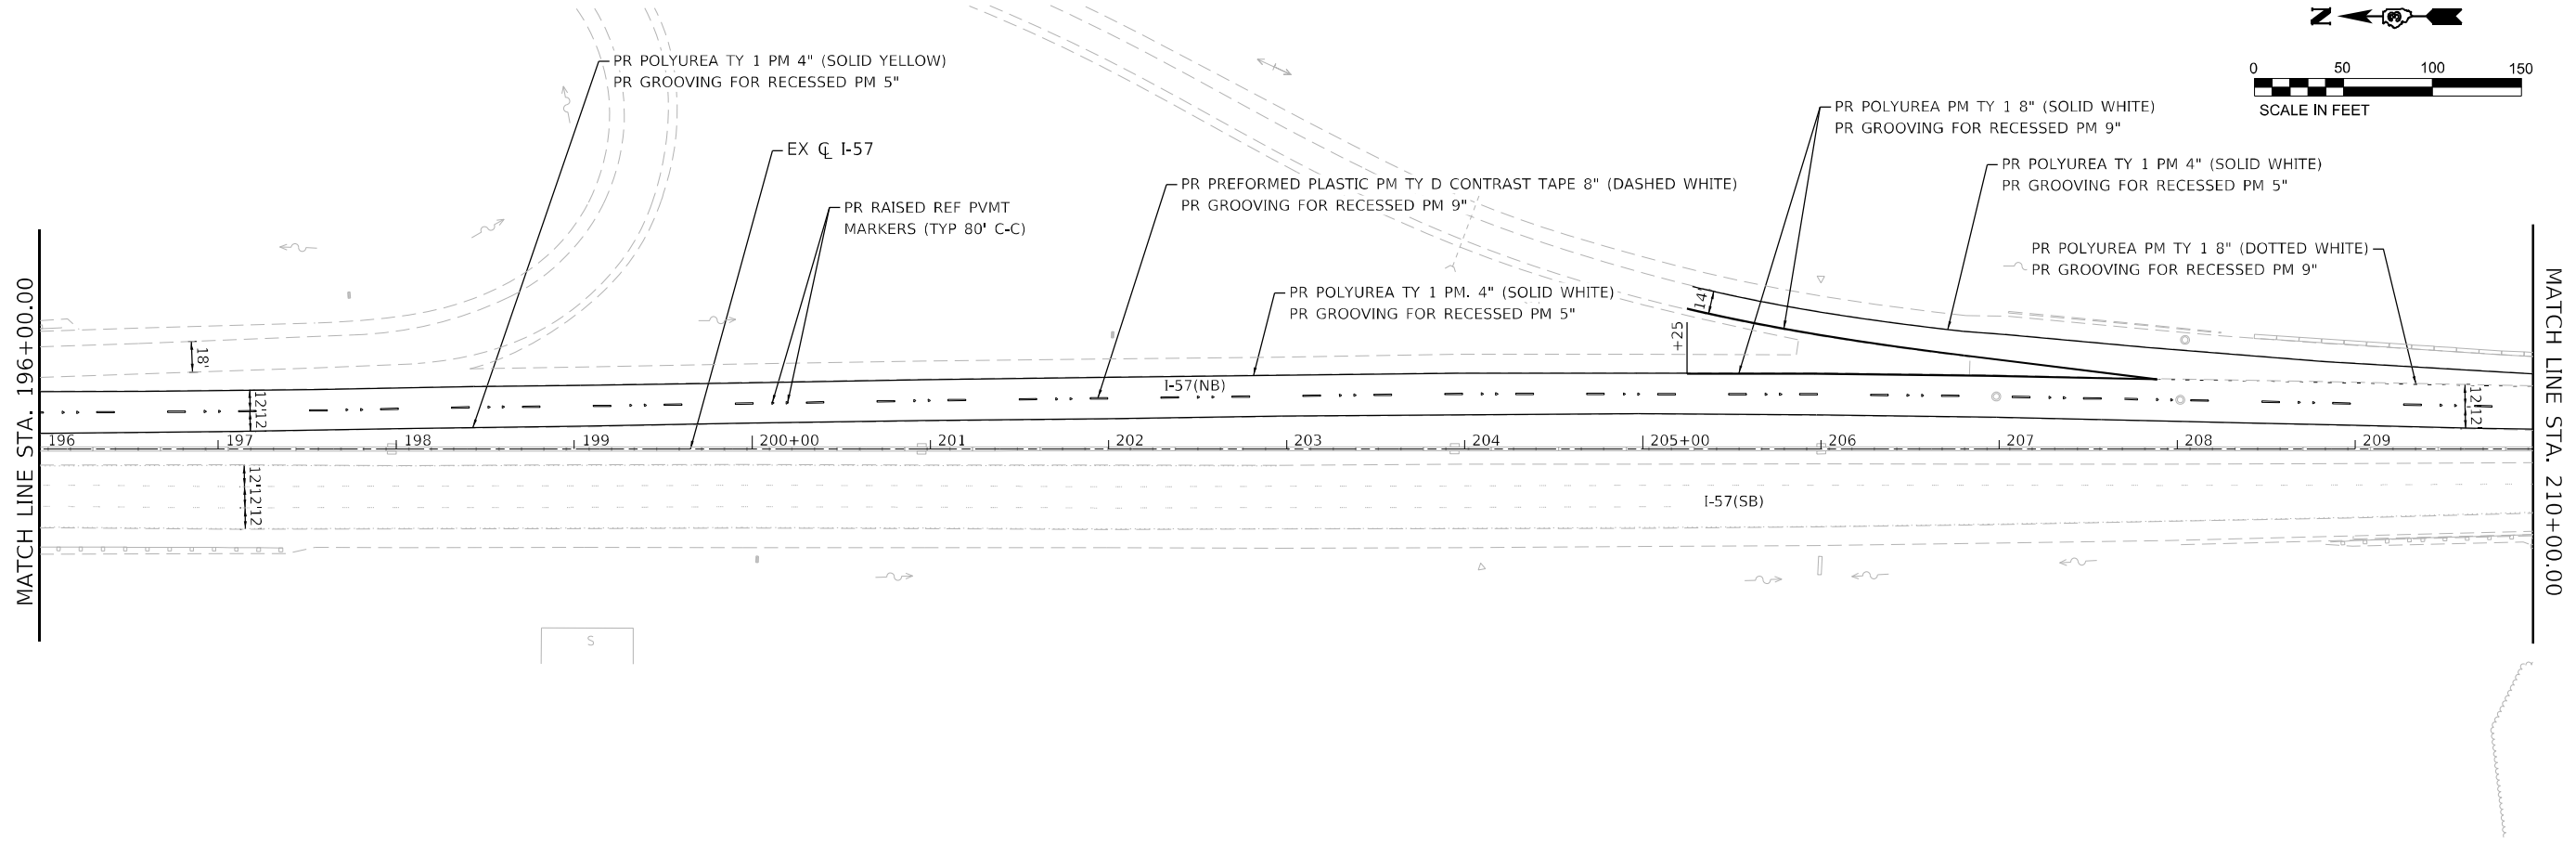 N
3
0 50 100 150
SCALE IN FEET
PR POLYUREA TY 1 PM 4" (SOLID YELLOW)
PR GROOVING FOR RECESSED PM 5"
EX ℄ I-57
PR RAISED REF PVMT
MARKERS (TYP 80' C-C)
PR PREFORMED PLASTIC PM TY D CONTRAST TAPE 8" (DASHED WHITE)
PR GROOVING FOR RECESSED PM 9"
PR POLYUREA PM TY 1 8" (SOLID WHITE)
PR GROOVING FOR RECESSED PM 9"
PR POLYUREA TY 1 PM 4" (SOLID WHITE)
PR GROOVING FOR RECESSED PM 5"
PR POLYUREA PM TY 1 8" (DOTTED WHITE)
PR GROOVING FOR RECESSED PM 9"
PR POLYUREA TY 1 PM. 4" (SOLID WHITE)
PR GROOVING FOR RECESSED PM 5"
14'
+25
18'
12'12'
I-57(NB)
12'12'
196 197 198 199 200+00 201 202 203 204 205+00 206 207 208 209
12'12'12'
I-57(SB)
S
MATCH LINE STA. 196+00.00
MATCH LINE STA. 210+00.00